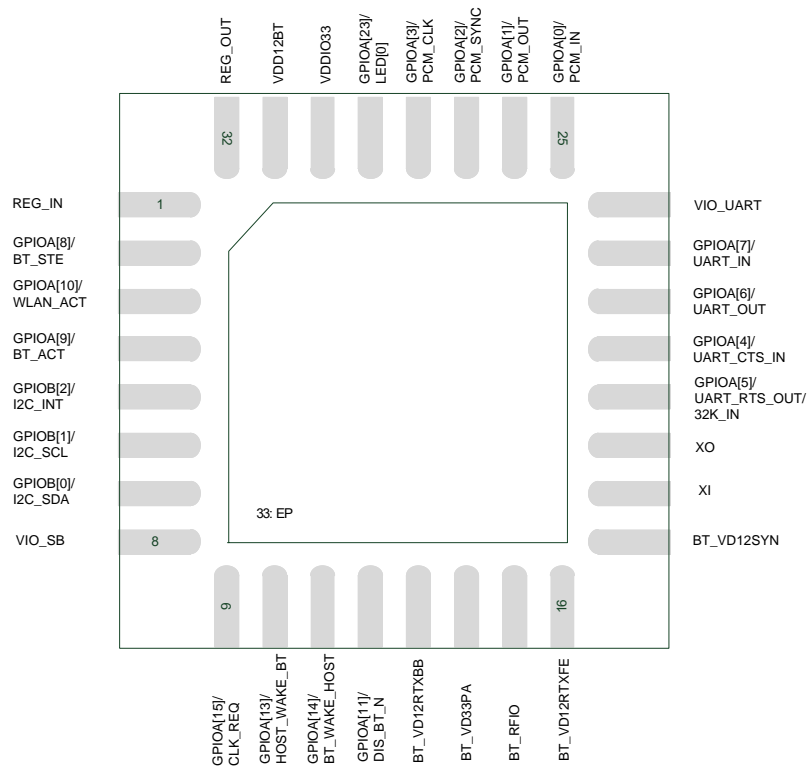 REG_OUT
VDD12BT
VDDIO33
GPIOA[23]/
LED[0]
GPIOA[3]/
PCM_CLK
GPIOA[2]/
PCM_SYNC
GPIOA[1]/
PCM_OUT
GPIOA[0]/
PCM_IN
32
25
REG_IN
1
GPIOA[8]/
BT_STE
GPIOA[10]/
WLAN_ACT
GPIOA[9]/
BT_ACT
GPIOB[2]/
I2C_INT
GPIOB[1]/
I2C_SCL
GPIOB[0]/
I2C_SDA
VIO_SB
8
33: EP
VIO_UART
GPIOA[7]/
UART_IN
GPIOA[6]/
UART_OUT
GPIOA[4]/
UART_CTS_IN
GPIOA[5]/
UART_RTS_OUT/
32K_IN
XO
XI
BT_VD12SYN
9
16
GPIOA[15]/
CLK_REQ
GPIOA[13]/
HOST_WAKE_BT
GPIOA[14]/
BT_WAKE_HOST
GPIOA[11]/
DIS_BT_N
BT_VD12RTXBB
BT_VD33PA
BT_RFIO
BT_VD12RTXFE